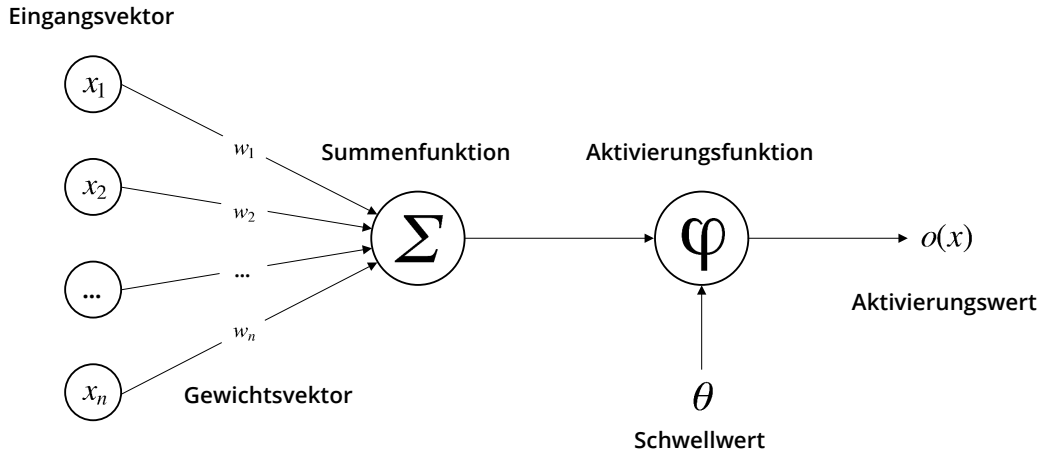 Eingangsvektor
x₁
w₁
Summenfunktion
Aktivierungsfunktion
x₂
w₂
Σ
φ
o(x)
...
...
Aktivierungswert
wₙ
xₙ
Gewichtsvektor
θ
Schwellwert